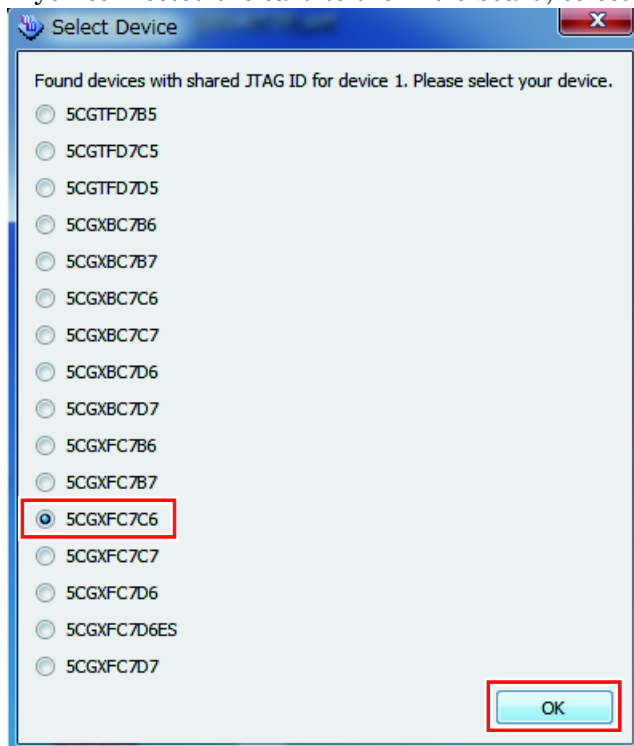 Select Device
Found devices with shared JTAG ID for device 1. Please select your device.
5CGTFD7B5
5CGTFD7C5
5CGTFD7D5
5CGXBC7B6
5CGXBC7B7
5CGXBC7C6
5CGXBC7C7
5CGXBC7D6
5CGXBC7D7
5CGXFC7B6
5CGXFC7B7
5CGXFC7C6
5CGXFC7C7
5CGXFC7D6
5CGXFC7D6ES
5CGXFC7D7
OK